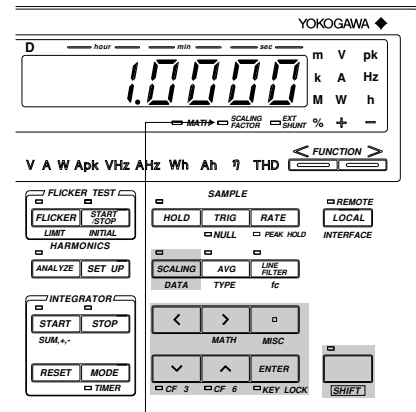 YOKOGAWA
D hour min sec
m V pk
1.0000
k A Hz
M W h
MATH SCALING FACTOR EXT SHUNT % + −
V A W Apk VHz AHz Wh Ah η THD < FUNCTION >
FLICKER TEST SAMPLE
REMOTE
FLICKER START /STOP HOLD TRIG RATE LOCAL
LIMIT INITIAL NULL PEAK HOLD INTERFACE
HARMONICS
ANALYZE SET UP SCALING AVG LINE FILTER
DATA TYPE fc
INTEGRATOR
START STOP < > ▫
SUM,+,- MATH MISC
RESET MODE ∨ ∧ ENTER
TIMER CF 3 CF 6 KEY LOCK SHIFT